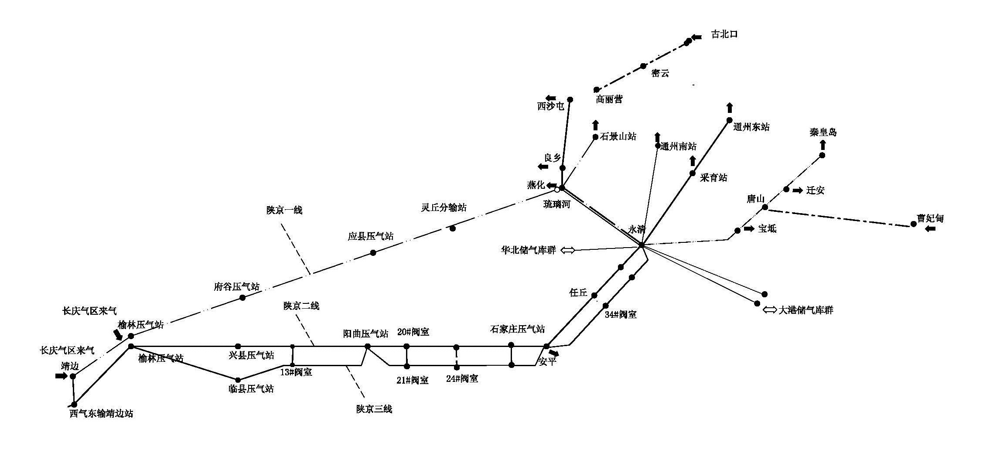 古北口
密云
高丽营
西沙屯
通州东站
秦皇岛
石景山站
通州南站
良乡
采育站
燕化
迁安
唐山
琉璃河
灵丘分输站
陕京一线
曹妃甸
永清
宝坻
应县压气站
华北储气库群
府谷压气站
任丘
陕京二线
长庆气区来气
大港储气库群
34#阀室
榆林压气站
石家庄压气站
阳曲压气站
20#阀室
长庆气区来气
榆林压气站
兴县压气站
安平
靖边
13#阀室
21#阀室
24#阀室
临县压气站
陕京三线
西气东输靖边站